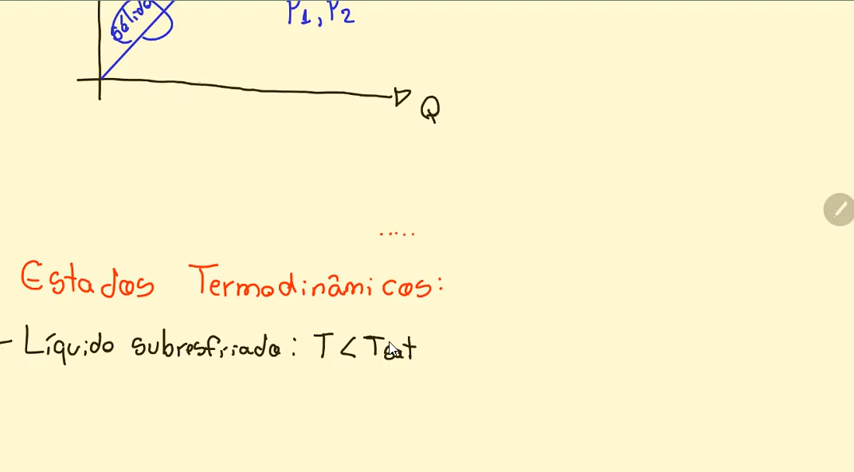 sólido
P1, P2
Q
.....
Estados Termodinâmicos:
- Líquido subresfriado: T < Tsat